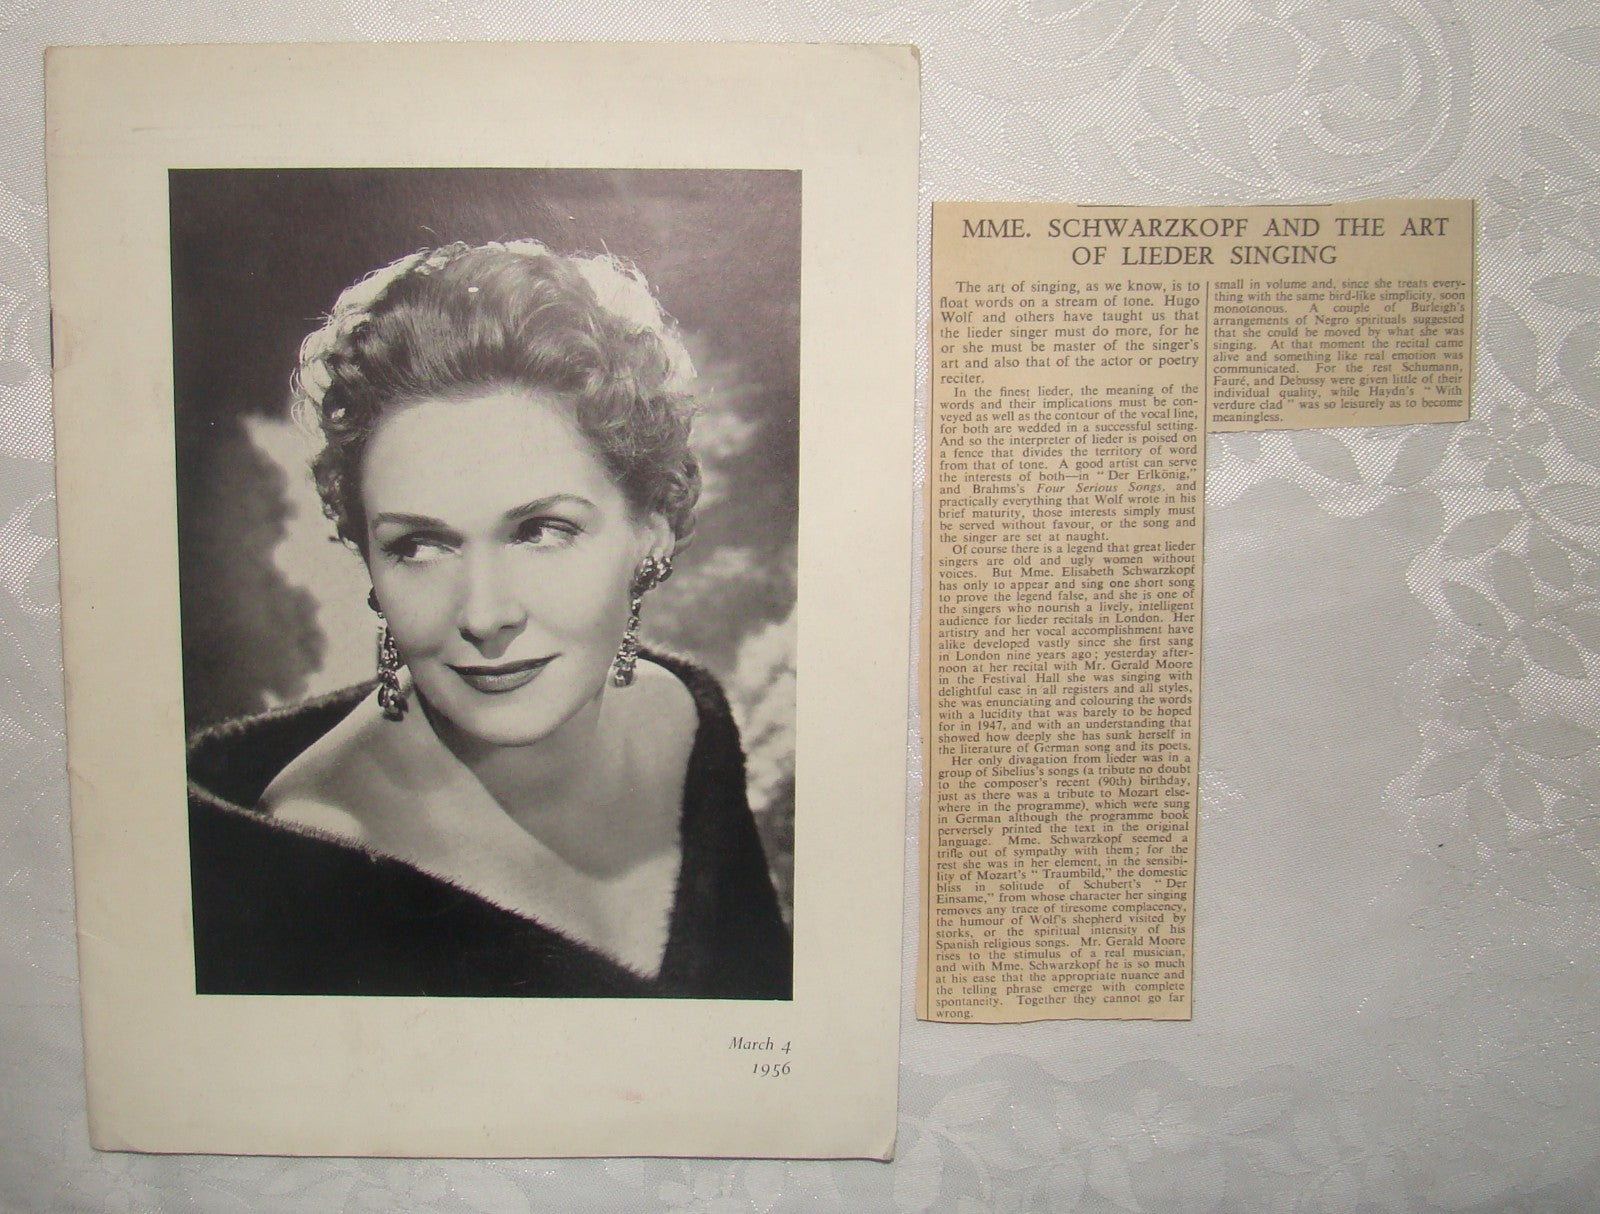 March 4
1956
MME. SCHWARZKOPF AND THE ART
OF LIEDER SINGING
The art of singing, as we know, is to
float words on a stream of tone. Hugo
Wolf and others have taught us that
the lieder singer must do more, for he
or she must be master of the singer's
art and also that of the actor or poetry
reciter.
In the finest lieder, the meaning of the
words and their implications must be con-
veyed as well as the contour of the vocal line,
for both are wedded in a successful setting.
And so the interpreter of lieder is poised on
a fence that divides the territory of word
from that of tone. A good artist can serve
the interests of both—in " Der Erlkönig,"
and Brahms's Four Serious Songs, and
practically everything that Wolf wrote in his
brief maturity, those interests simply must
be served without favour, or the song and
the singer are set at naught.
Of course there is a legend that great lieder
singers are old and ugly women without
voices. But Mme. Elisabeth Schwarzkopf
has only to appear and sing one short song
to prove the legend false, and she is one of
the singers who nourish a lively, intelligent
audience for lieder recitals in London. Her
artistry and her vocal accomplishment have
alike developed vastly since she first sang
in London nine years ago; yesterday after-
noon at her recital with Mr. Gerald Moore
in the Festival Hall she was singing with
delightful ease in all registers and all styles,
she was enunciating and colouring the words
with a lucidity that was barely to be hoped
for in 1947, and with an understanding that
showed how deeply she has sunk herself in
the literature of German song and its poets.
Her only divagation from lieder was in a
group of Sibelius's songs (a tribute no doubt
to the composer's recent (90th) birthday,
just as there was a tribute to Mozart else-
where in the programme), which were sung
in German although the programme book
perversely printed the text in the original
language. Mme. Schwarzkopf seemed a
trifle out of sympathy with them; for the
rest she was in her element, in the sensibi-
lity of Mozart's " Traumbild," the domestic
bliss in solitude of Schubert's " Der
Einsame," from whose character her singing
removes any trace of tiresome complacency,
the humour of Wolf's shepherd visited by
storks, or the spiritual intensity of his
Spanish religious songs. Mr. Gerald Moore
rises to the stimulus of a real musician,
and with Mme. Schwarzkopf he is so much
at his ease that the appropriate nuance and
the telling phrase emerge with complete
spontaneity. Together they cannot go far
wrong.
small in volume and, since she treats every-
thing with the same bird-like simplicity, soon
monotonous. A couple of Burleigh's
arrangements of Negro spirituals suggested
that she could be moved by what she was
singing. At that moment the recital came
alive and something like real emotion was
communicated. For the rest Schumann,
Fauré, and Debussy were given little of their
individual quality, while Haydn's " With
verdure clad " was so leisurely as to become
meaningless.